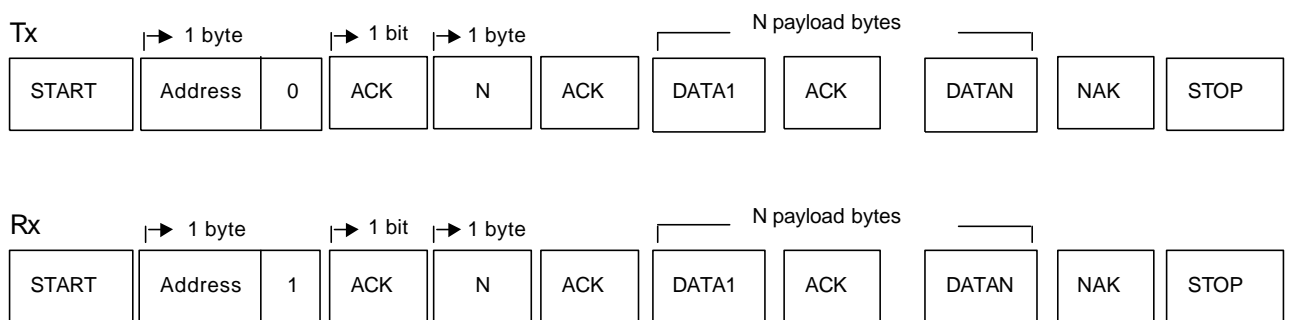 Tx
1 byte 1 bit 1 byte N payload bytes
START Address 0 ACK N ACK DATA1 ACK DATAN NAK STOP
Rx
1 byte 1 bit 1 byte N payload bytes
START Address 1 ACK N ACK DATA1 ACK DATAN NAK STOP